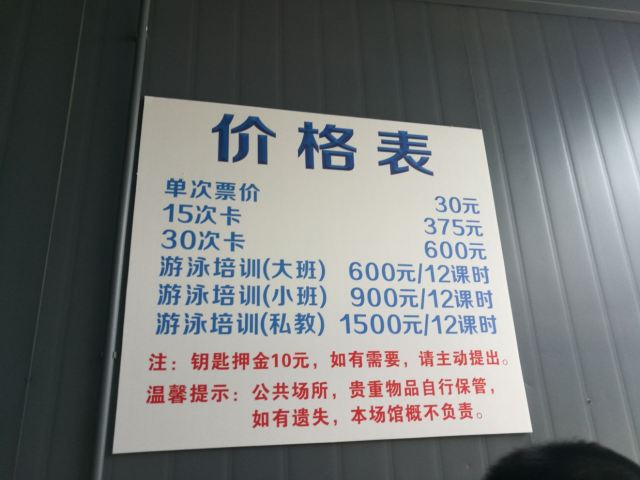 价格表
单次票价 30元
15次卡 375元
30次卡 600元
游泳培训(大班) 600元/12课时
游泳培训(小班) 900元/12课时
游泳培训(私教) 1500元/12课时
注：钥匙押金10元，如有需要，请主动提出。
温馨提示：公共场所，贵重物品自行保管，
如有遗失，本场馆概不负责。